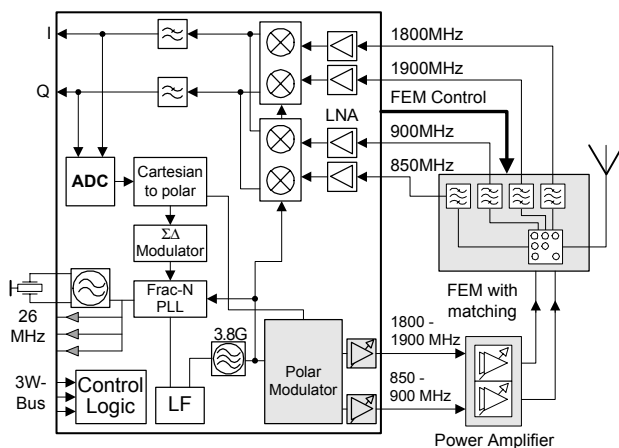 I
1800MHz
1900MHz
FEM Control
Q
LNA
900MHz
850MHz
ADC
Cartesian
to polar
ΣΔ
Modulator
Frac-N
PLL
26
MHz
3.8G
FEM with
matching
1800 -
1900 MHz
Polar
Modulator
850 -
900 MHz
3W-
Bus
Control
Logic
LF
Power Amplifier